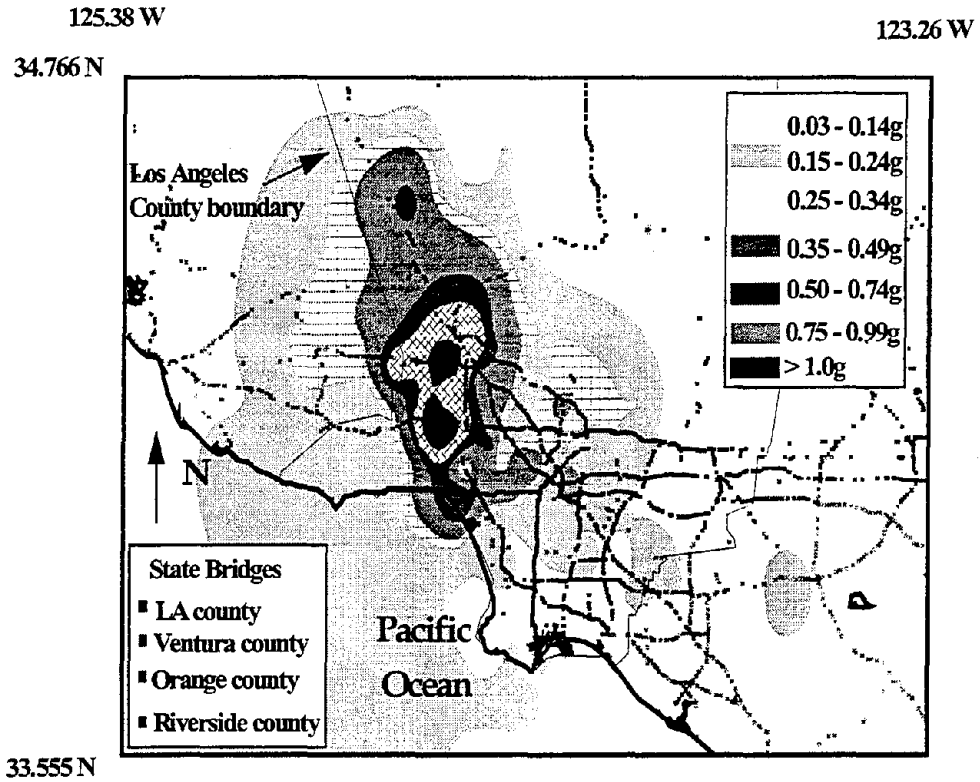 125.38 W
123.26 W
34.766 N
0.03 - 0.14g
0.15 - 0.24g
0.25 - 0.34g
0.35 - 0.49g
0.50 - 0.74g
0.75 - 0.99g
> 1.0g
Los Angeles
County boundary
N
State Bridges
LA county
Ventura county
Orange county
Riverside county
Pacific
Ocean
33.555 N